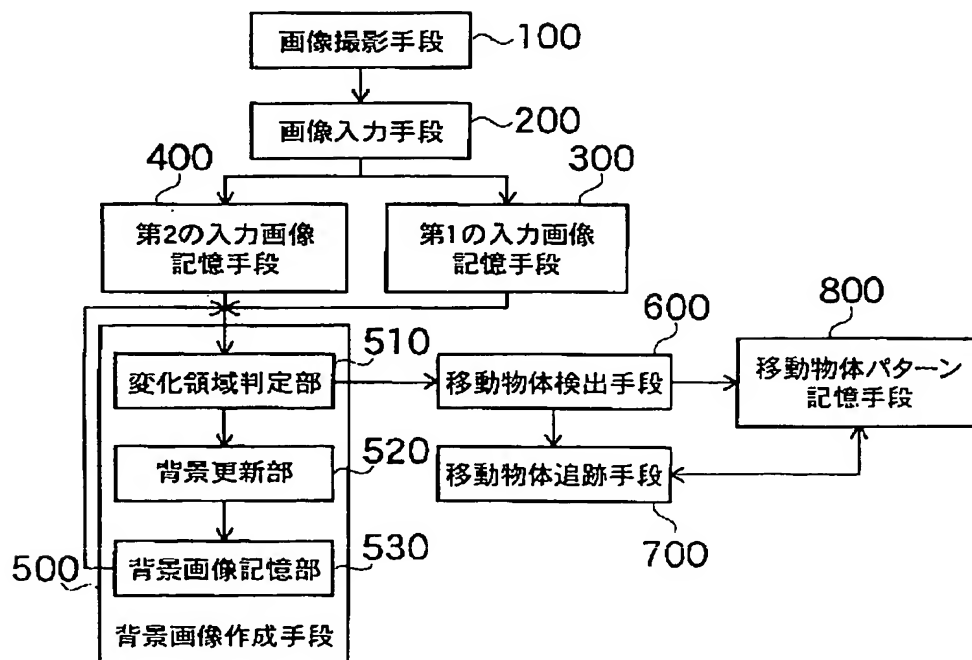 画像撮影手段
100
画像入力手段
200
400
300
第2の入力画像
記憶手段
第1の入力画像
記憶手段
800
600
510
変化領域判定部
移動物体検出手段
移動物体パターン
記憶手段
520
背景更新部
移動物体追跡手段
700
530
500
背景画像記憶部
背景画像作成手段